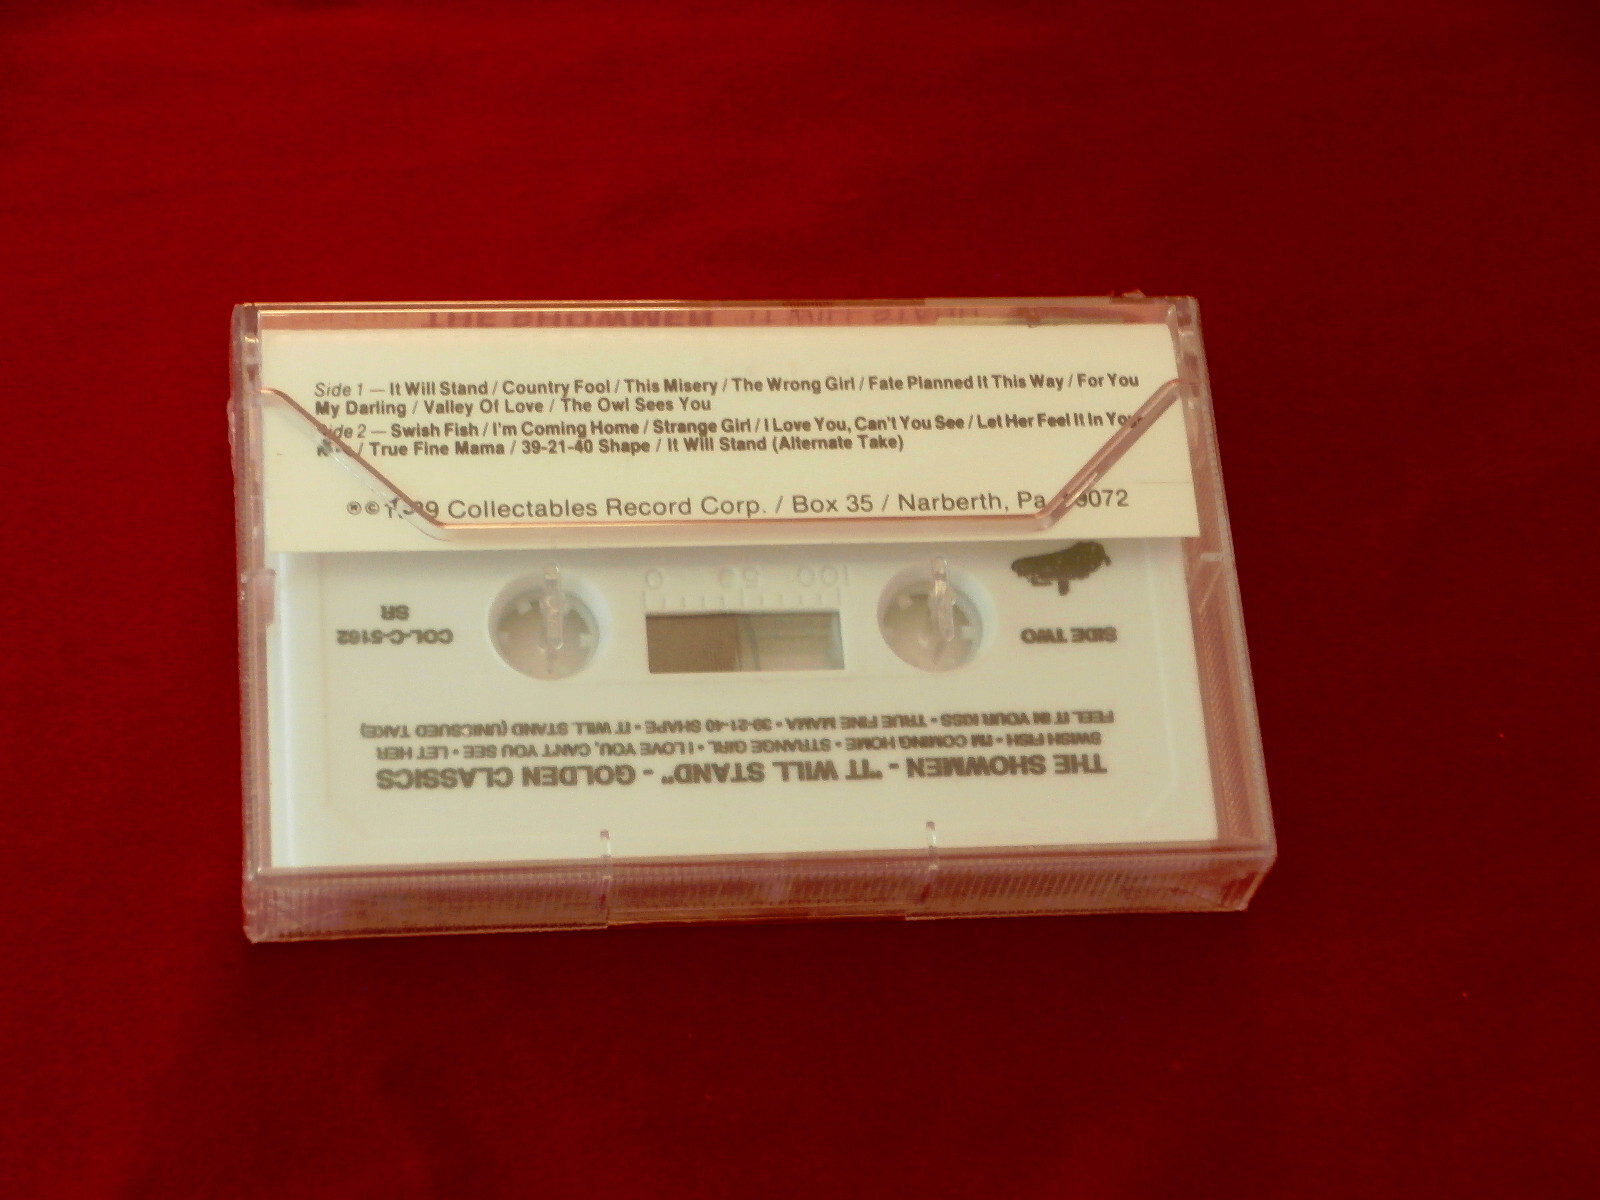 THE SHOWMEN "IT WILL STAND"
Side 1 — It Will Stand / Country Fool / This Misery / The Wrong Girl / Fate Planned It This Way / For You
My Darling / Valley Of Love / The Owl Sees You
Side 2 — Swish Fish / I'm Coming Home / Strange Girl / I Love You, Can't You See / Let Her Feel It In Your
/ True Fine Mama / 39-21-40 Shape / It Will Stand (Alternate Take)
®© Collectables Record Corp. / Box 35 / Narberth, Pa 19072
0 50 100
SIDE TWO
COL-C-5162
SR
THE SHOWMEN - "IT WILL STAND" - GOLDEN CLASSICS
SWISH FISH • I'M COMING HOME • STRANGE GIRL • I LOVE YOU, CAN'T YOU SEE • LET HER
FEEL IT IN YOUR KISS • TRUE FINE MAMA • 39-21-40 SHAPE • IT WILL STAND (UNICSUED TAKE)